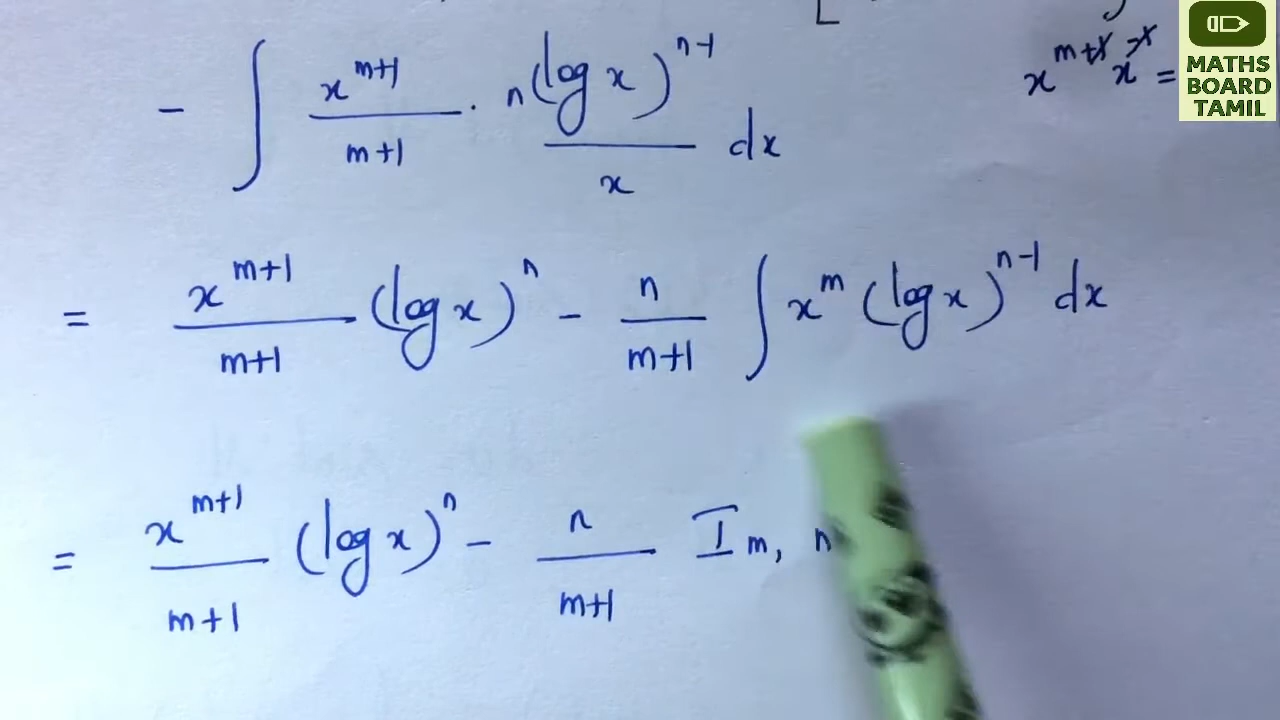 x^{m+1} x^{-1} =
MATHS
BOARD
TAMIL
- ∫ x^{m+1}/(m+1) · n(log x)^{n-1}/x dx
= x^{m+1}/(m+1) (log x)^n - n/(m+1) ∫ x^m (log x)^{n-1} dx
= x^{m+1}/(m+1) (log x)^n - n/(m+1) I_{m, n